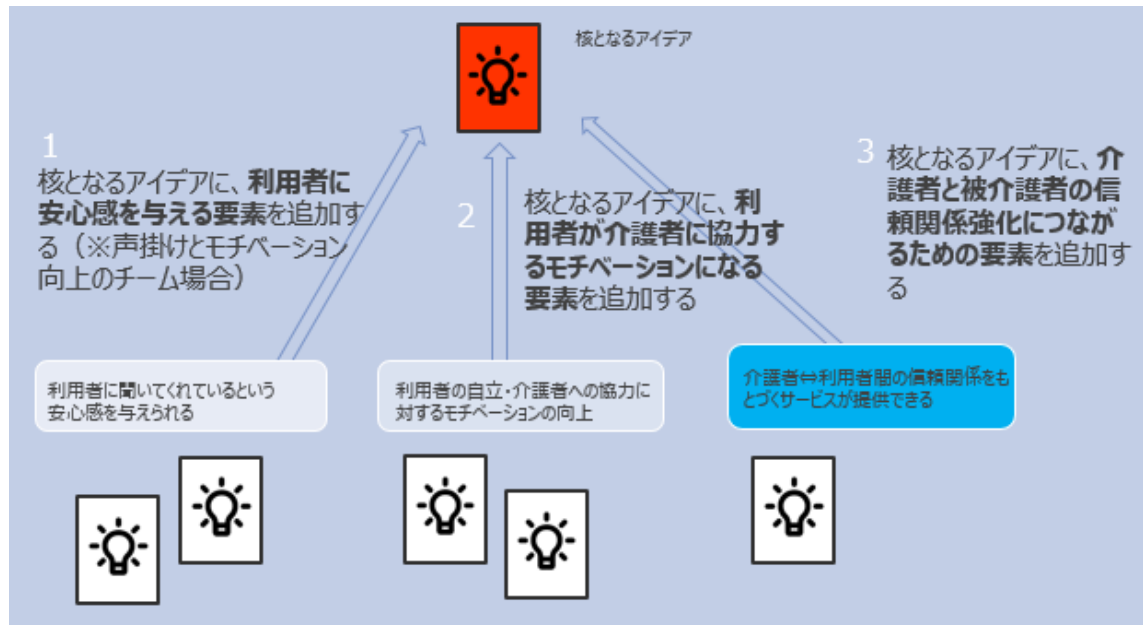 核となるアイデア
1
核となるアイデアに、利用者に
安心感を与える要素を追加す
る（※声掛けとモチベーション
向上のチーム場合）
2
核となるアイデアに、利
用者が介護者に協力す
るモチベーションになる
要素を追加する
3
核となるアイデアに、介
護者と被介護者の信
頼関係強化につなが
るための要素を追加す
る
利用者に聞いてくれているという
安心感を与えられる
利用者の自立・介護者への協力に
対するモチベーションの向上
介護者⇔利用者間の信頼関係をも
とづくサービスが提供できる